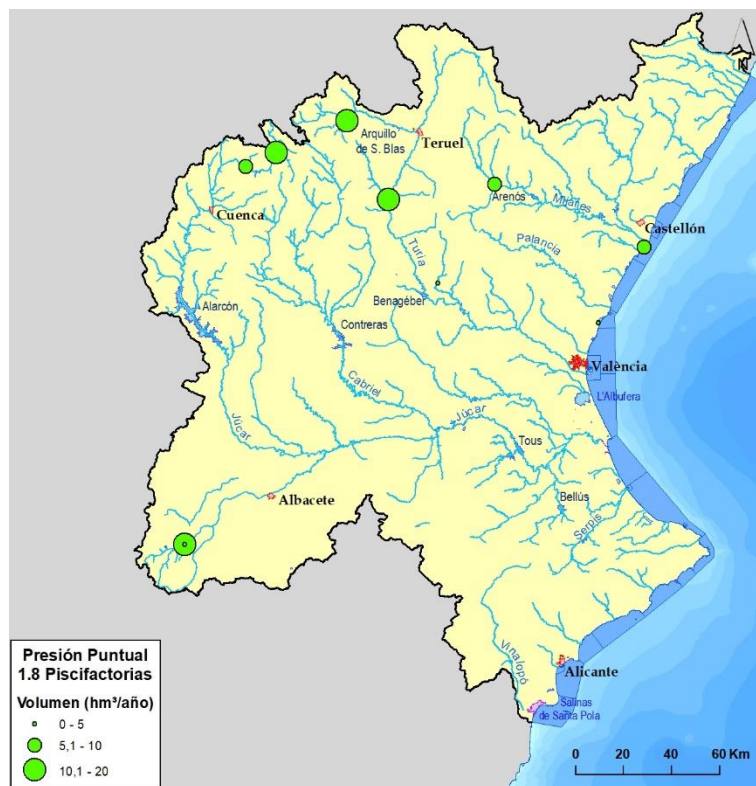 N
Arquillo
de S. Blas
Teruel
Cuenca
Arenós
Mijares
Castellón
Palancia
Turia
Benagéber
Alarcón
Contreras
València
L'Albufera
Cabriel
Júcar
Júcar
Tous
Albacete
Bellús
Serpis
Vinalopó
Alicante
Salinas
de Santa Pola
Presión Puntual
1.8 Piscifactorias
Volumen (hm³/año)
0 - 5
5,1 - 10
10,1 - 20
0 20 40 60 Km